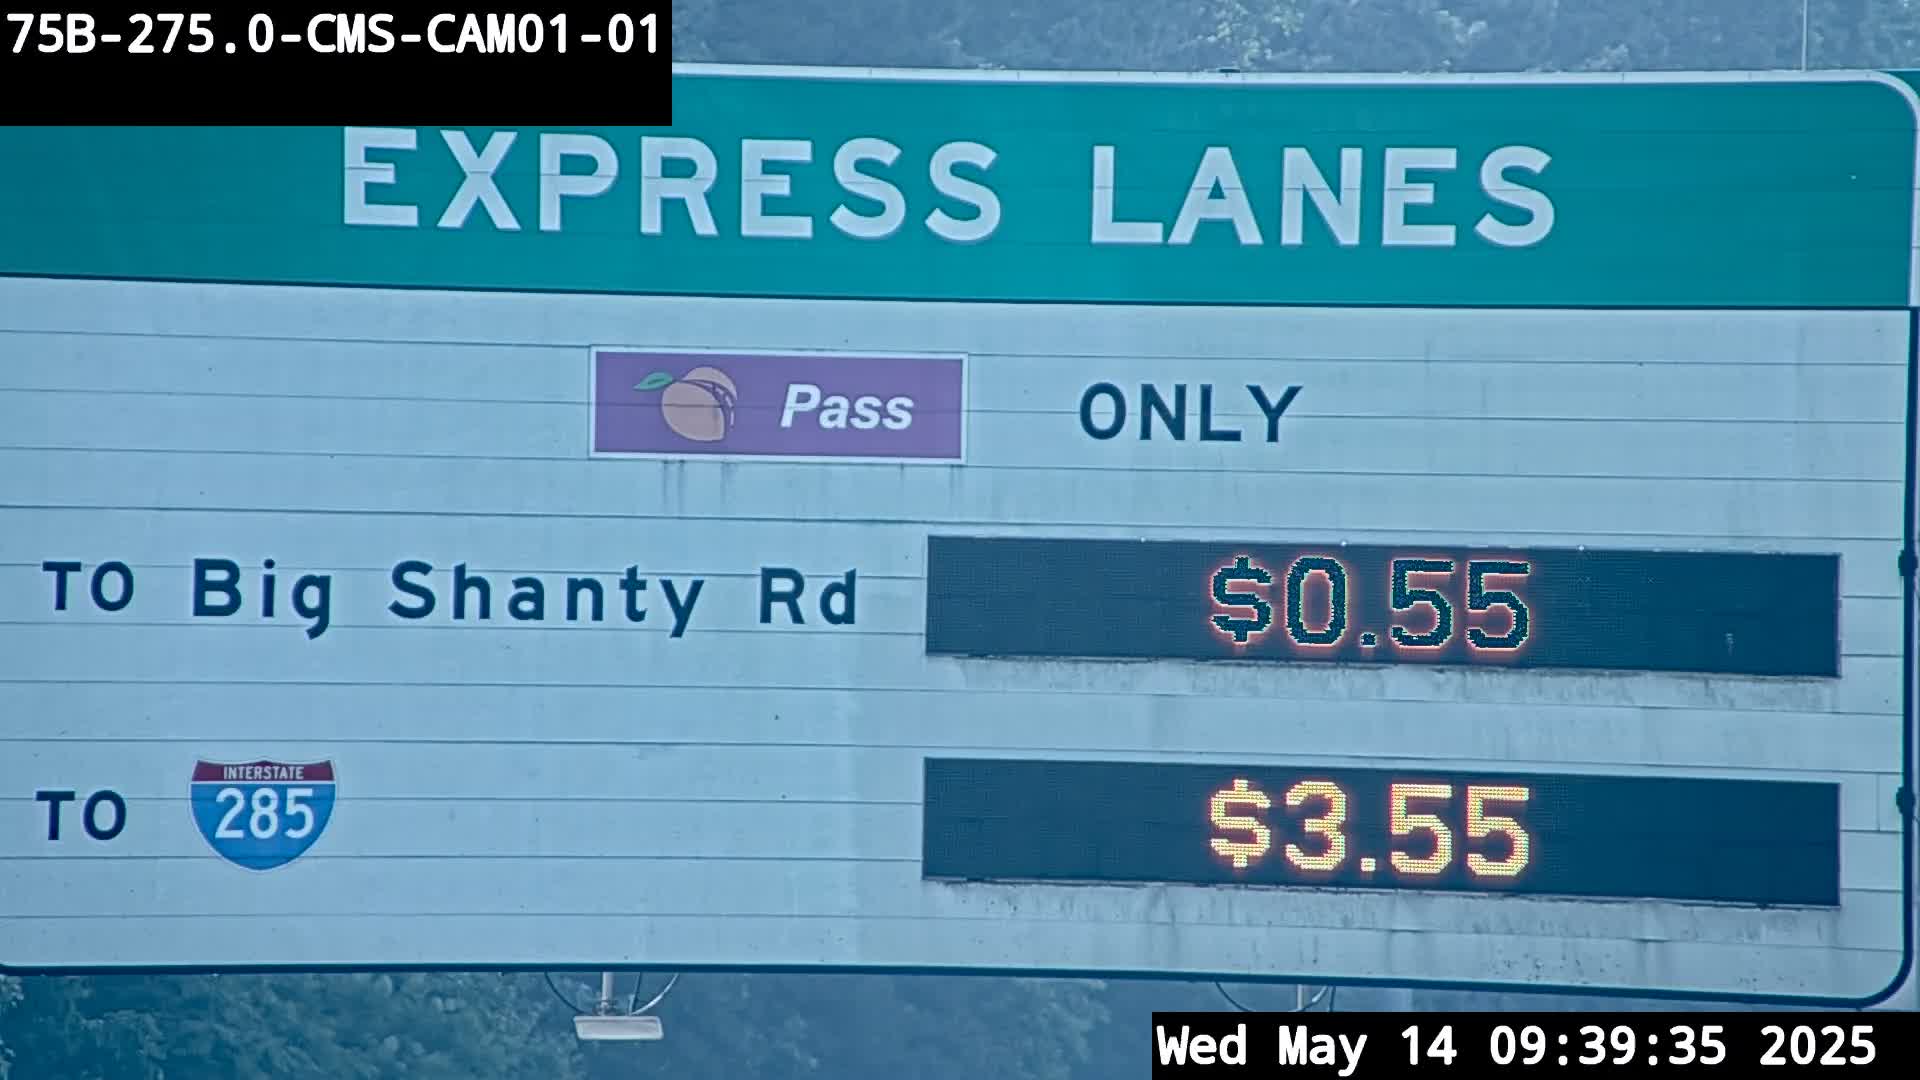 75B-275.0-CMS-CAM01-01
EXPRESS LANES
Pass ONLY
TO Big Shanty Rd $0.55
TO INTERSTATE 285 $3.55
Wed May 14 09:39:35 2025